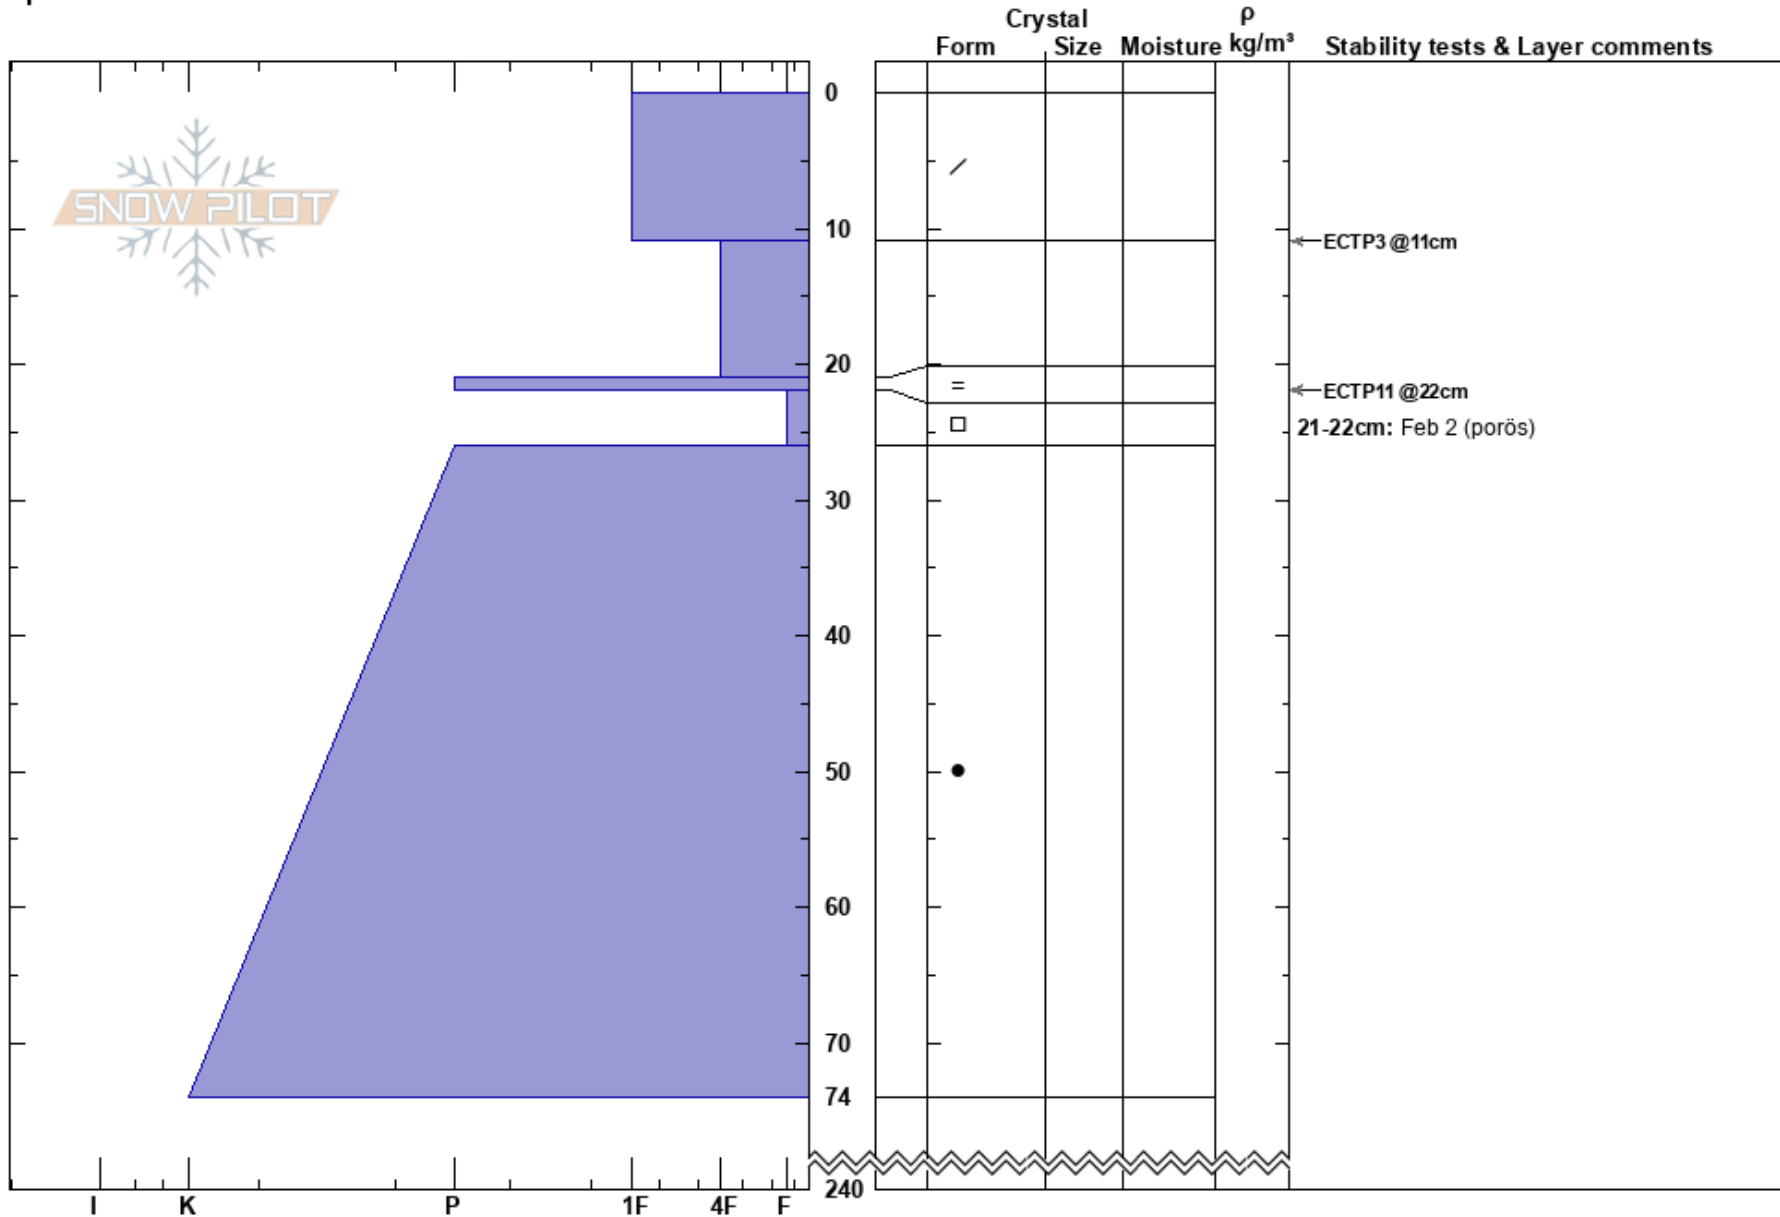 Crystal
ρ
Form Size Moisture kg/m³ Stability tests & Layer comments
0
SNOW PILOT
10
ECTP3 @11cm
20
ECTP11 @22cm
21-22cm: Feb 2 (porös)
30
40
50
60
70
74
240
I K P 1F 4F F